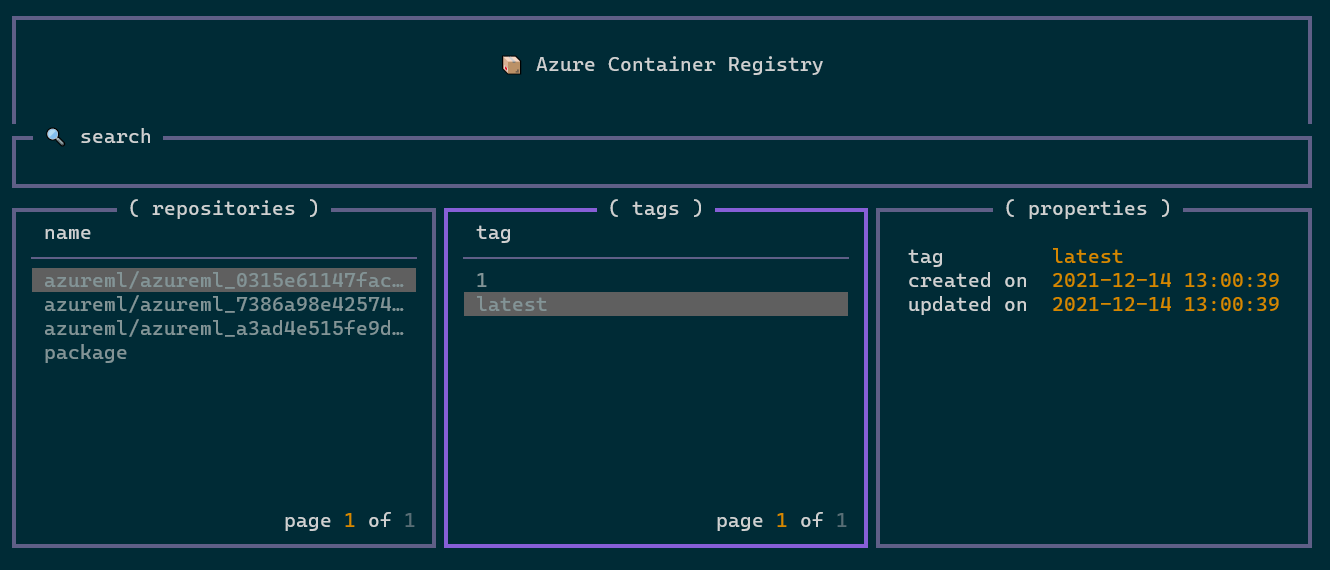 📦 Azure Container Registry
🔍 search
( repositories )
name
azureml/azureml_0315e61147fac…
azureml/azureml_7386a98e42574…
azureml/azureml_a3ad4e515fe9d…
package
page 1 of 1
( tags )
tag
1
latest
page 1 of 1
( properties )
tag latest
created on 2021-12-14 13:00:39
updated on 2021-12-14 13:00:39